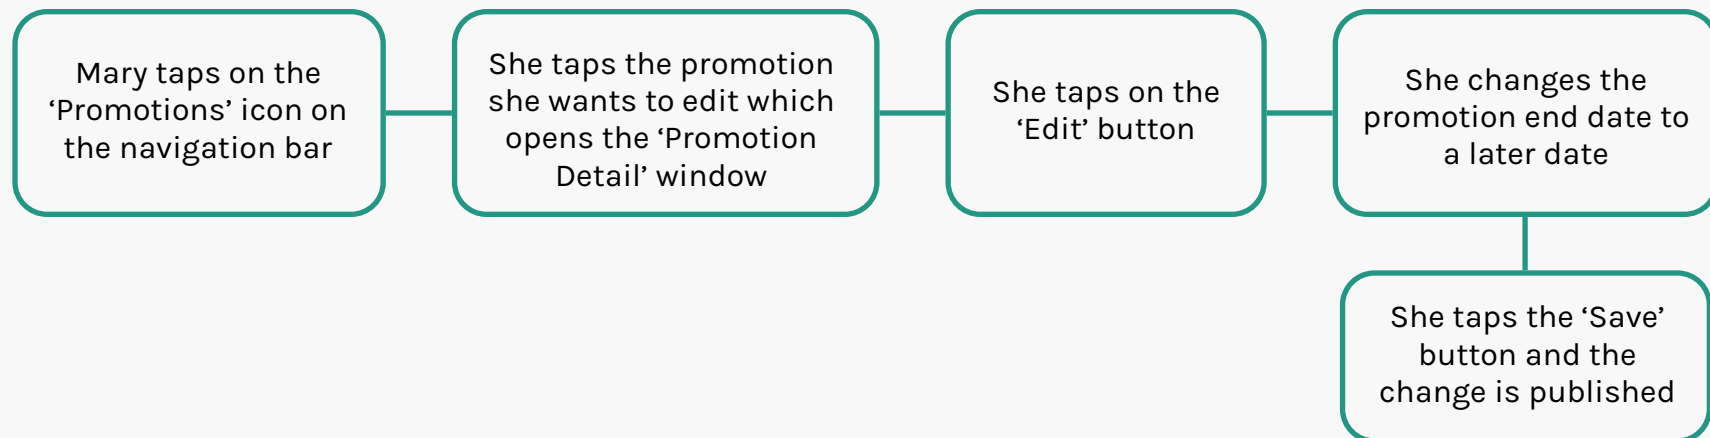 Mary taps on the
‘Promotions’ icon on
the navigation bar
She taps the promotion
she wants to edit which
opens the ‘Promotion
Detail’ window
She taps on the
‘Edit’ button
She changes the
promotion end date to
a later date
She taps the ‘Save’
button and the
change is published